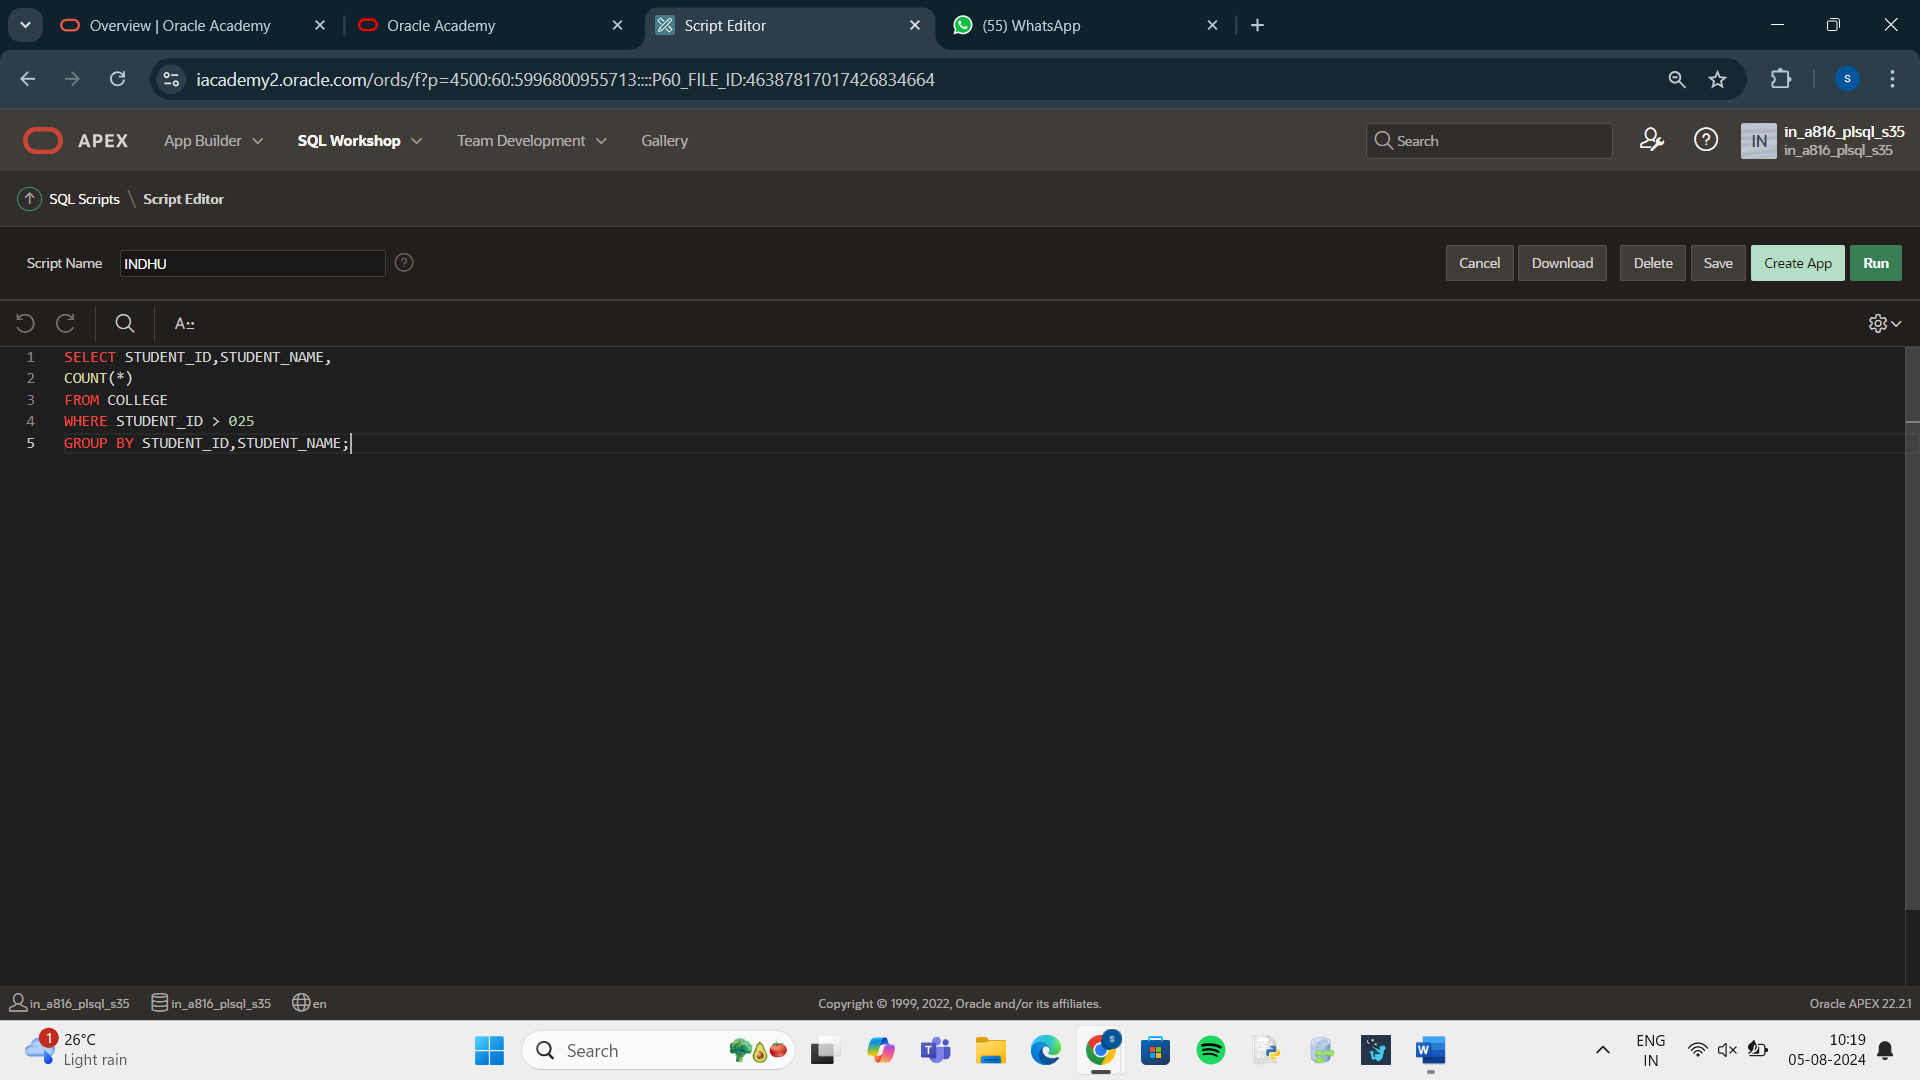 Overview | Oracle Academy
Oracle Academy
Script Editor
(55) WhatsApp
iacademy2.oracle.com/ords/f?p=4500:60:5996800955713::::P60_FILE_ID:46387817017426834664
S
APEX
App Builder
SQL Workshop
Team Development
Gallery
Search
IN
in_a816_plsql_s35
in_a816_plsql_s35
SQL Scripts \ Script Editor
Script Name
INDHU
Cancel
Download
Delete
Save
Create App
Run
A::
1 SELECT STUDENT_ID,STUDENT_NAME,
2 COUNT(*)
3 FROM COLLEGE
4 WHERE STUDENT_ID > 025
5 GROUP BY STUDENT_ID,STUDENT_NAME;
in_a816_plsql_s35
in_a816_plsql_s35
en
Copyright © 1999, 2022, Oracle and/or its affiliates.
Oracle APEX 22.2.1
1
26°C
Light rain
Search
ENG
IN
10:19
05-08-2024